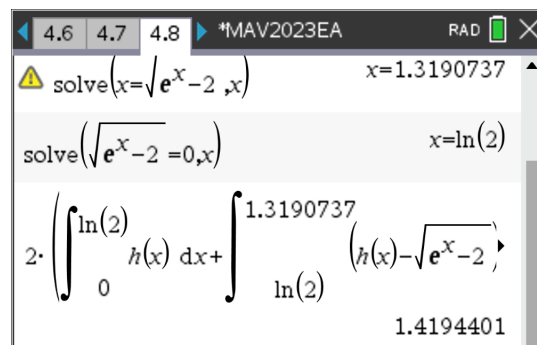 4.6 4.7 4.8 *MAV2023EA RAD
solve(x=√(e^x−2),x) x=1.3190737
solve(√(e^x−2)=0,x) x=ln(2)
2·(∫_0^ln(2) h(x) dx+∫_ln(2)^1.3190737 (h(x)−√(e^x−2)
1.4194401